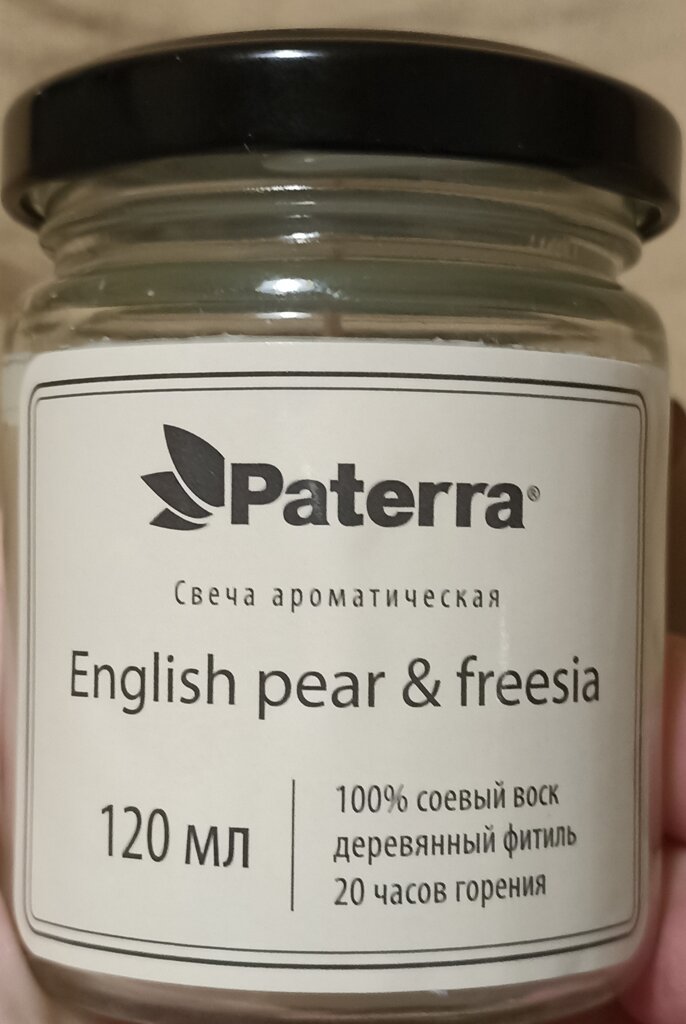 Paterra®
Свеча ароматическая
English pear & freesia
120 мл
100% соевый воск
деревянный фитиль
20 часов горения